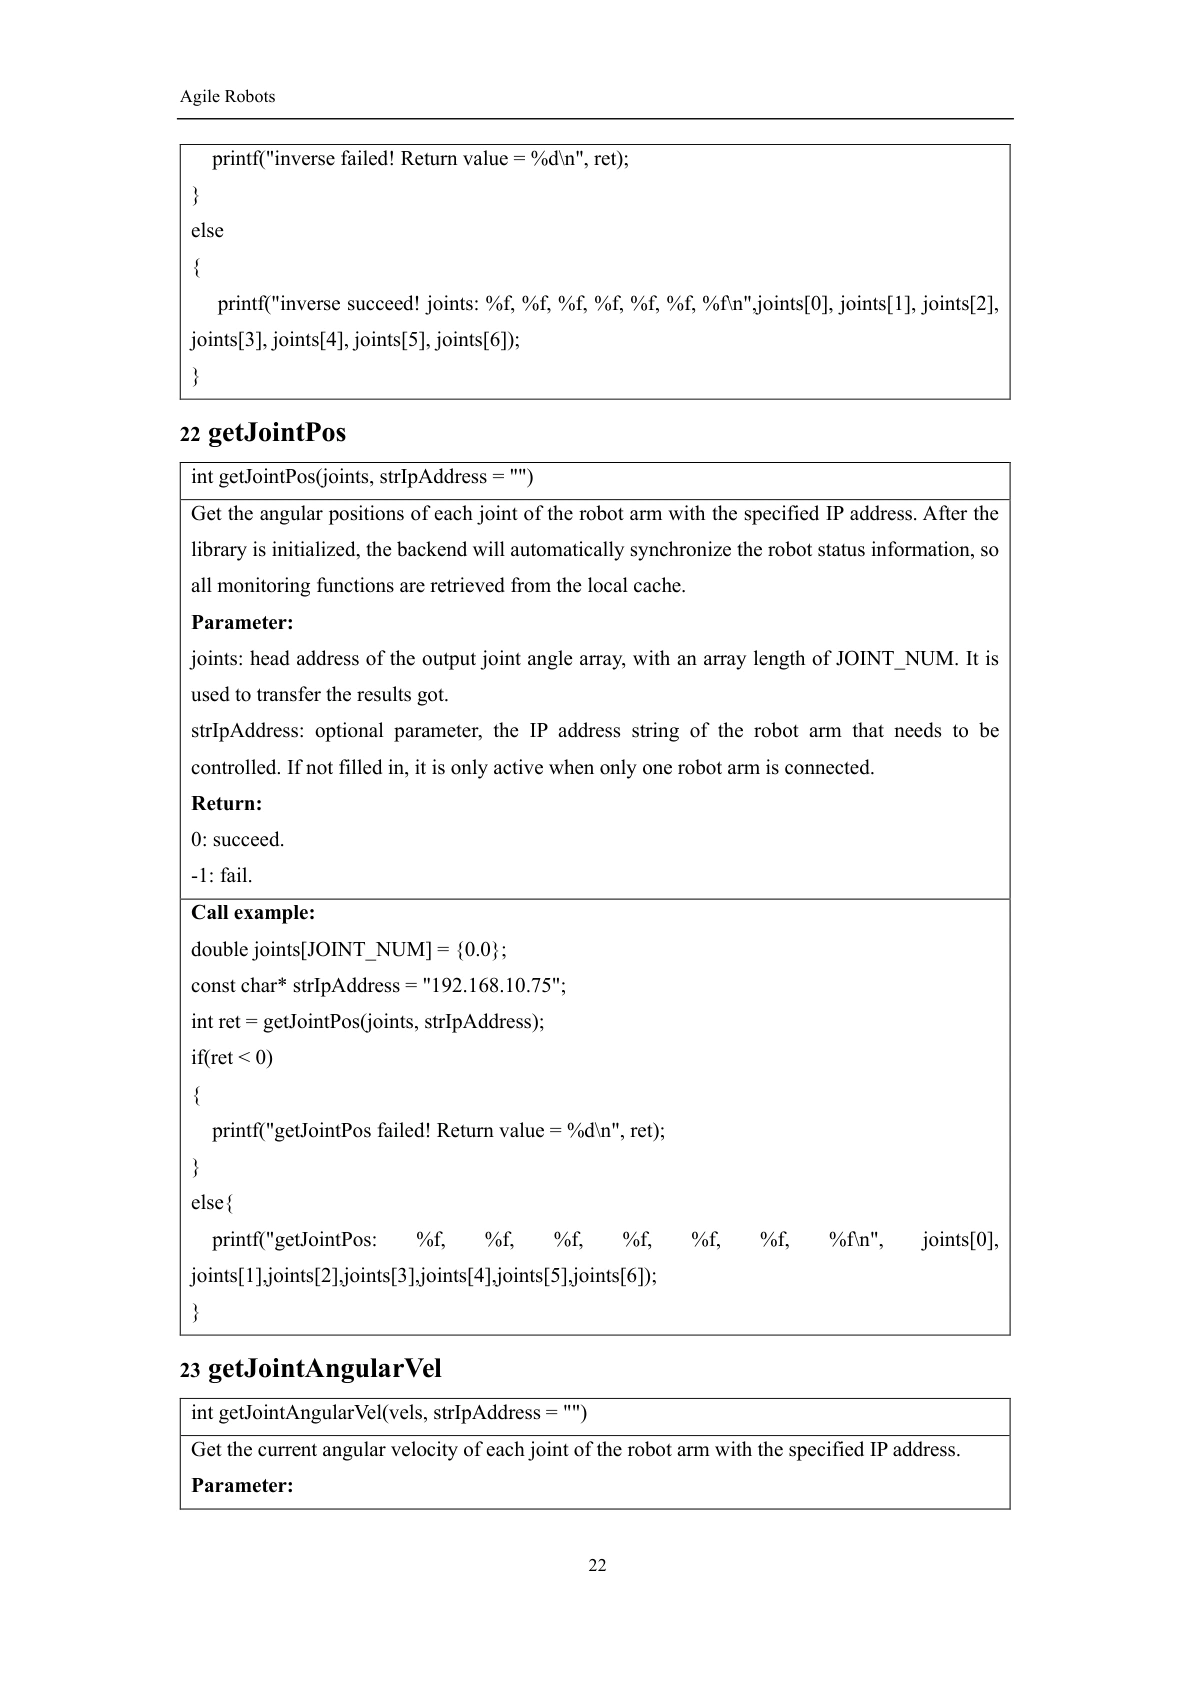 Agile Robots
printf("inverse failed! Return value = %d\n", ret);
}
else
{
printf("inverse succeed! joints: %f, %f, %f, %f, %f, %f, %f\n",joints[0], joints[1], joints[2],
joints[3], joints[4], joints[5], joints[6]);
}
22 getJointPos
int getJointPos(joints, strIpAddress = "")
Get the angular positions of each joint of the robot arm with the specified IP address. After the
library is initialized, the backend will automatically synchronize the robot status information, so
all monitoring functions are retrieved from the local cache.
Parameter:
joints: head address of the output joint angle array, with an array length of JOINT_NUM. It is
used to transfer the results got.
strIpAddress: optional parameter, the IP address string of the robot arm that needs to be
controlled. If not filled in, it is only active when only one robot arm is connected.
Return:
0: succeed.
-1: fail.
Call example:
double joints[JOINT_NUM] = {0.0};
const char* strIpAddress = "192.168.10.75";
int ret = getJointPos(joints, strIpAddress);
if(ret < 0)
{
printf("getJointPos failed! Return value = %d\n", ret);
}
else{
printf("getJointPos: %f, %f, %f, %f, %f, %f, %f\n", joints[0],
joints[1],joints[2],joints[3],joints[4],joints[5],joints[6]);
}
23 getJointAngularVel
int getJointAngularVel(vels, strIpAddress = "")
Get the current angular velocity of each joint of the robot arm with the specified IP address.
Parameter:
22